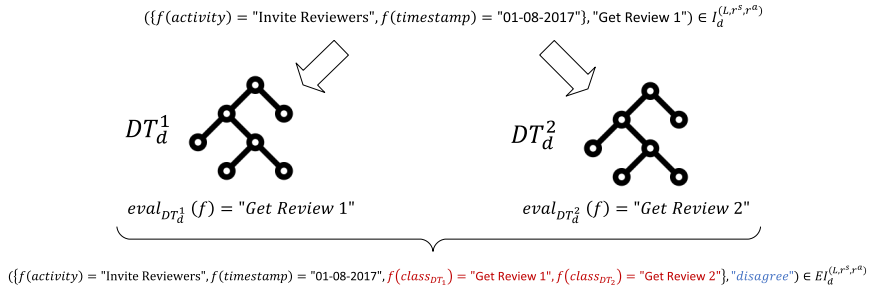 ({f(activity) = "Invite Reviewers", f(timestamp) = "01-08-2017"}, "Get Review 1") ∈ I_d^{(L,r^s,r^a)}
DT_d^1
DT_d^2
eval_{DT_d^1}(f) = "Get Review 1"
eval_{DT_d^2}(f) = "Get Review 2"
({f(activity) = "Invite Reviewers", f(timestamp) = "01-08-2017", f(class_{DT_1}) = "Get Review 1", f(class_{DT_2}) = "Get Review 2"}, "disagree") ∈ EI_d^{(L,r^s,r^a)}